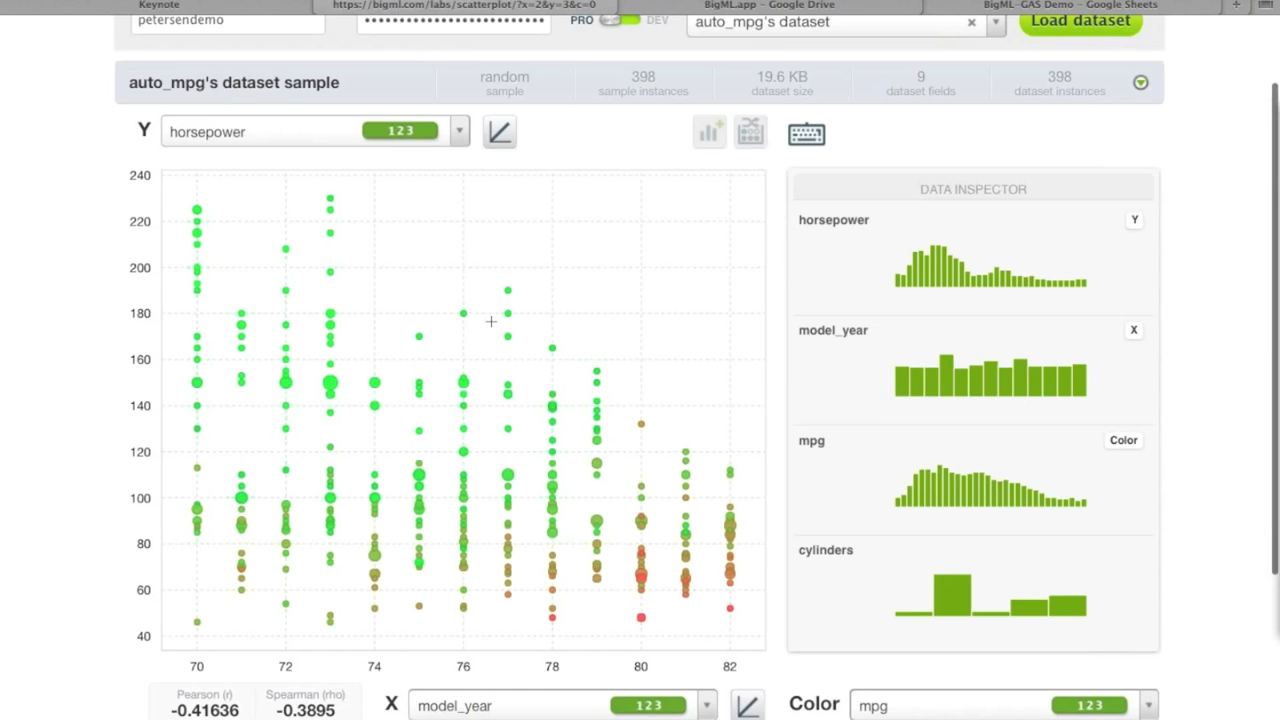 Keynote
https://bigml.com/labs/scatterplot/?x=2&y=3&c=0
BigML.app – Google Drive
BigML-GAS Demo – Google Sheets
petersendemo
PRO
DEV
auto_mpg's dataset
Load dataset
auto_mpg's dataset sample
random
sample
398
sample instances
19.6 KB
dataset size
9
dataset fields
398
dataset instances
Y
horsepower
123
DATA INSPECTOR
horsepower
Y
model_year
X
mpg
Color
cylinders
240
220
200
180
160
140
120
100
80
60
40
70
72
74
76
78
80
82
Pearson (r)
-0.41636
Spearman (rho)
-0.3895
X
model_year
123
Color
mpg
123